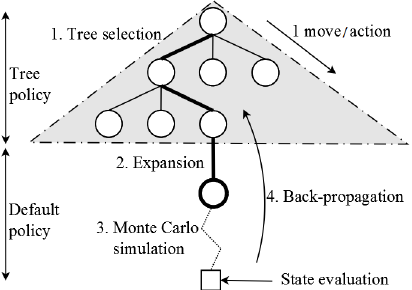 1. Tree selection
1 move/action
Tree
policy
2. Expansion
Default
policy
3. Monte Carlo
simulation
4. Back-propagation
State evaluation